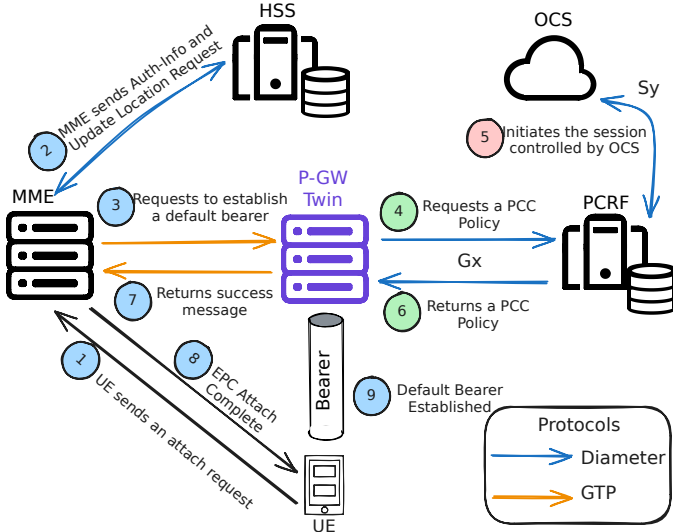 HSS
OCS
MME sends Auth-Info and
Update Location Request
2
Sy
5
Initiates the session
controlled by OCS
MME
3
Requests to establish
a default bearer
P-GW
Twin
4
Requests a PCC
Policy
PCRF
Gx
7
Returns success
message
6
Returns a PCC
Policy
1
UE sends an attach request
8
EPC Attach
Complete
Bearer
9
Default Bearer
Established
UE
Protocols
Diameter
GTP